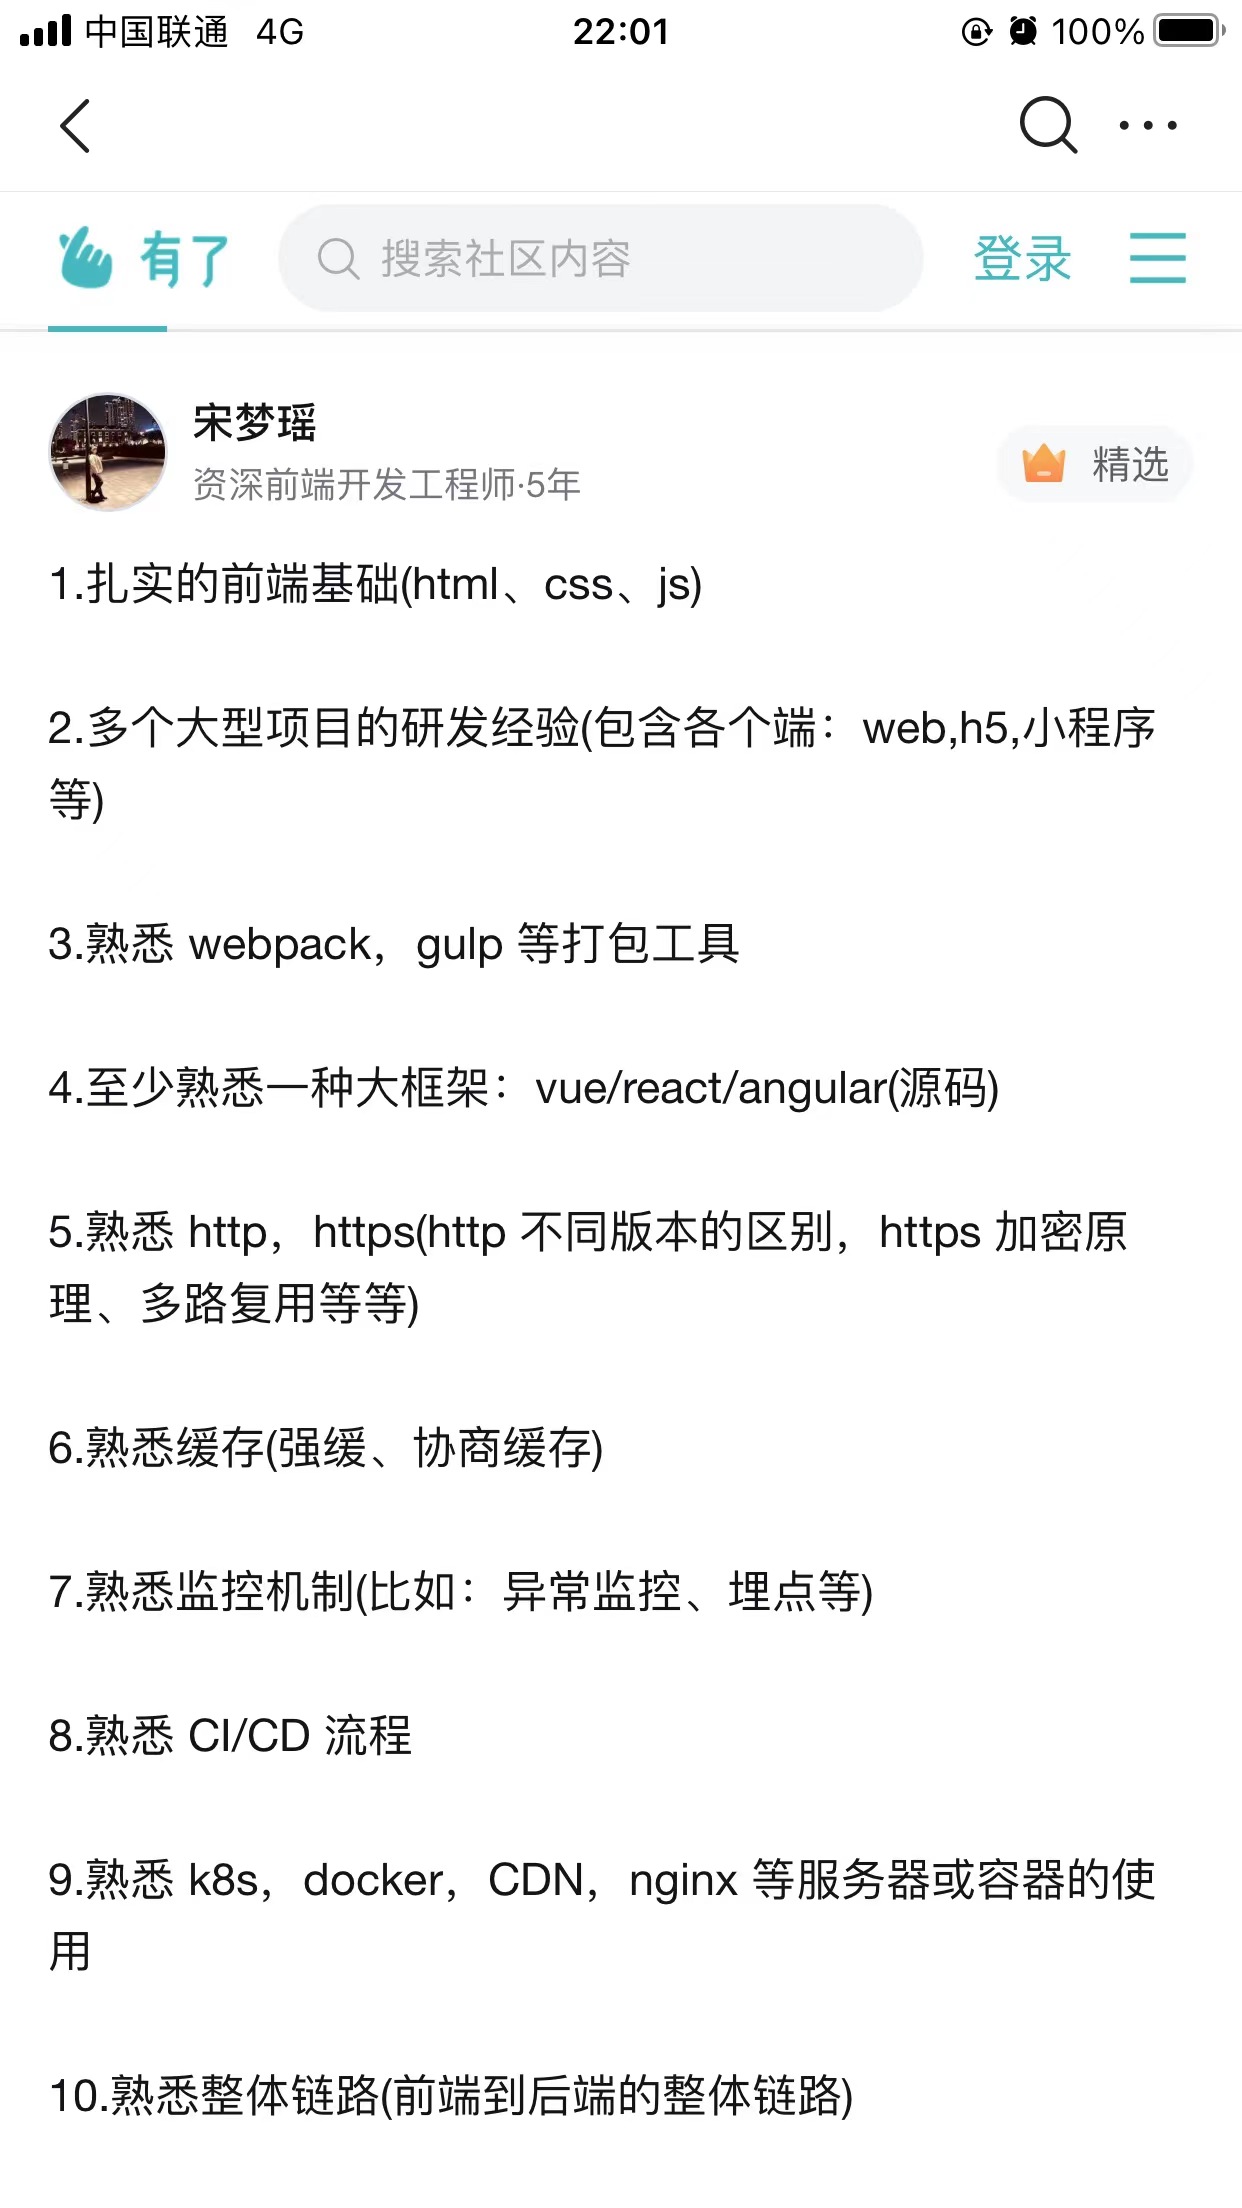 中国联通 4G 22:01 100%
有了 搜索社区内容 登录
宋梦瑶
资深前端开发工程师·5年
精选
1.扎实的前端基础(html、css、js)
2.多个大型项目的研发经验(包含各个端：web,h5,小程序
等)
3.熟悉 webpack，gulp 等打包工具
4.至少熟悉一种大框架：vue/react/angular(源码)
5.熟悉 http，https(http 不同版本的区别，https 加密原
理、多路复用等等)
6.熟悉缓存(强缓、协商缓存)
7.熟悉监控机制(比如：异常监控、埋点等)
8.熟悉 CI/CD 流程
9.熟悉 k8s，docker，CDN，nginx 等服务器或容器的使
用
10.熟悉整体链路(前端到后端的整体链路)